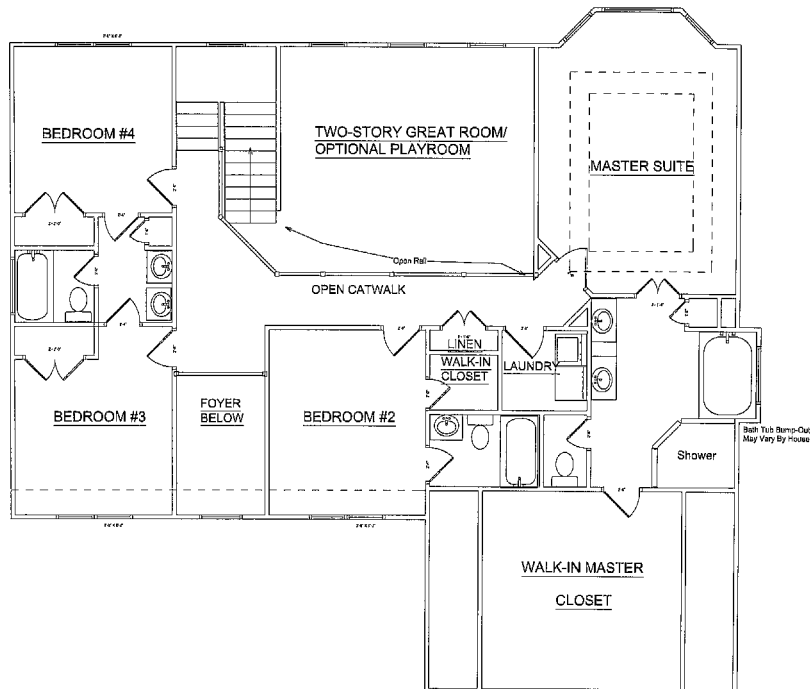 BEDROOM #4
TWO-STORY GREAT ROOM/
OPTIONAL PLAYROOM
MASTER SUITE
Open Rail
OPEN CATWALK
LINEN
WALK-IN
CLOSET
LAUNDRY
BEDROOM #3
FOYER
BELOW
BEDROOM #2
Bath Tub Bump-Out
May Vary By House
Shower
WALK-IN MASTER
CLOSET